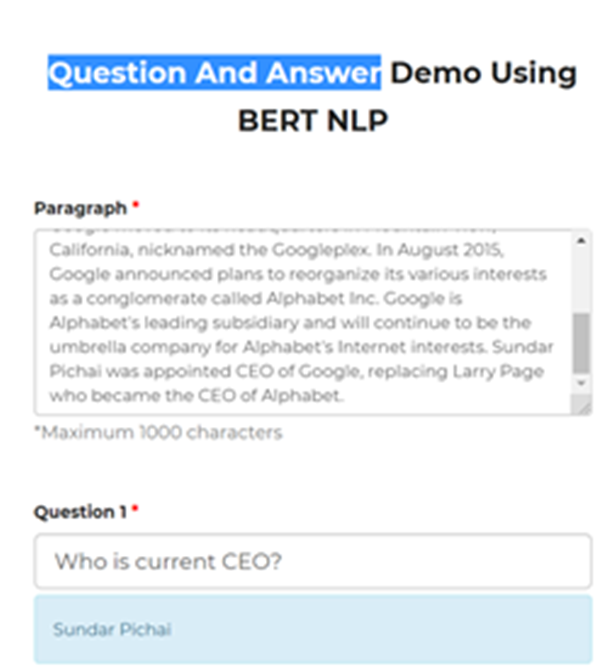 Question And Answer Demo Using
BERT NLP
Paragraph *
California, nicknamed the Googleplex. In August 2015,
Google announced plans to reorganize its various interests
as a conglomerate called Alphabet Inc. Google is
Alphabet's leading subsidiary and will continue to be the
umbrella company for Alphabet's Internet interests. Sundar
Pichai was appointed CEO of Google, replacing Larry Page
who became the CEO of Alphabet.
*Maximum 1000 characters
Question 1 *
Who is current CEO?
Sundar Pichai